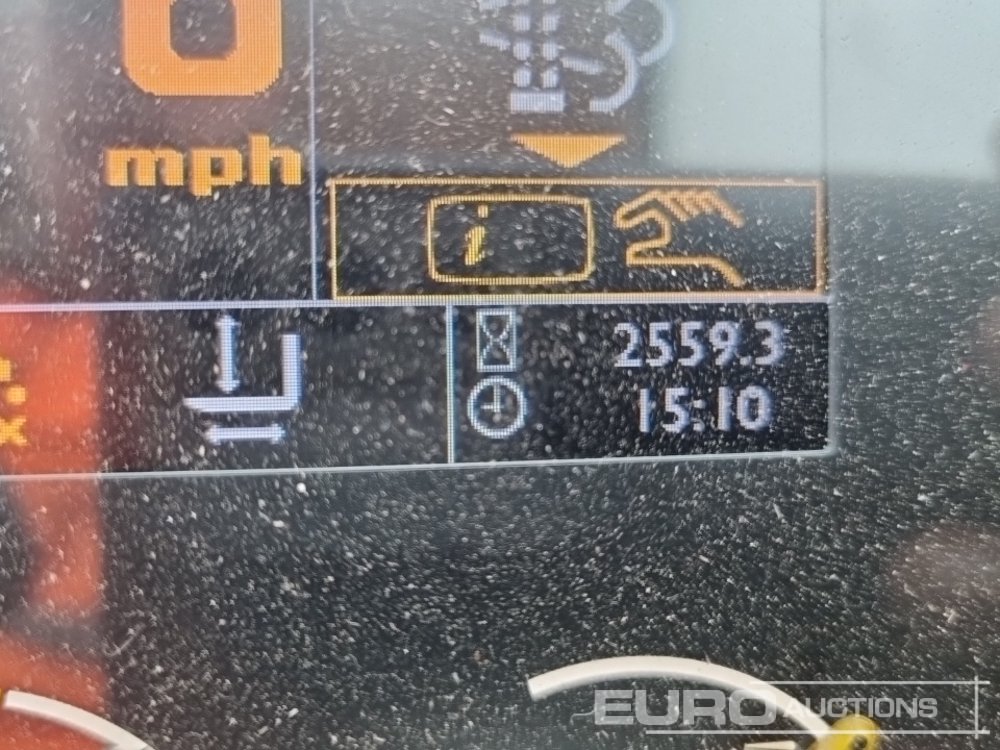 0
mph
i
2559.3
15:10
x
EURO AUCTIONS